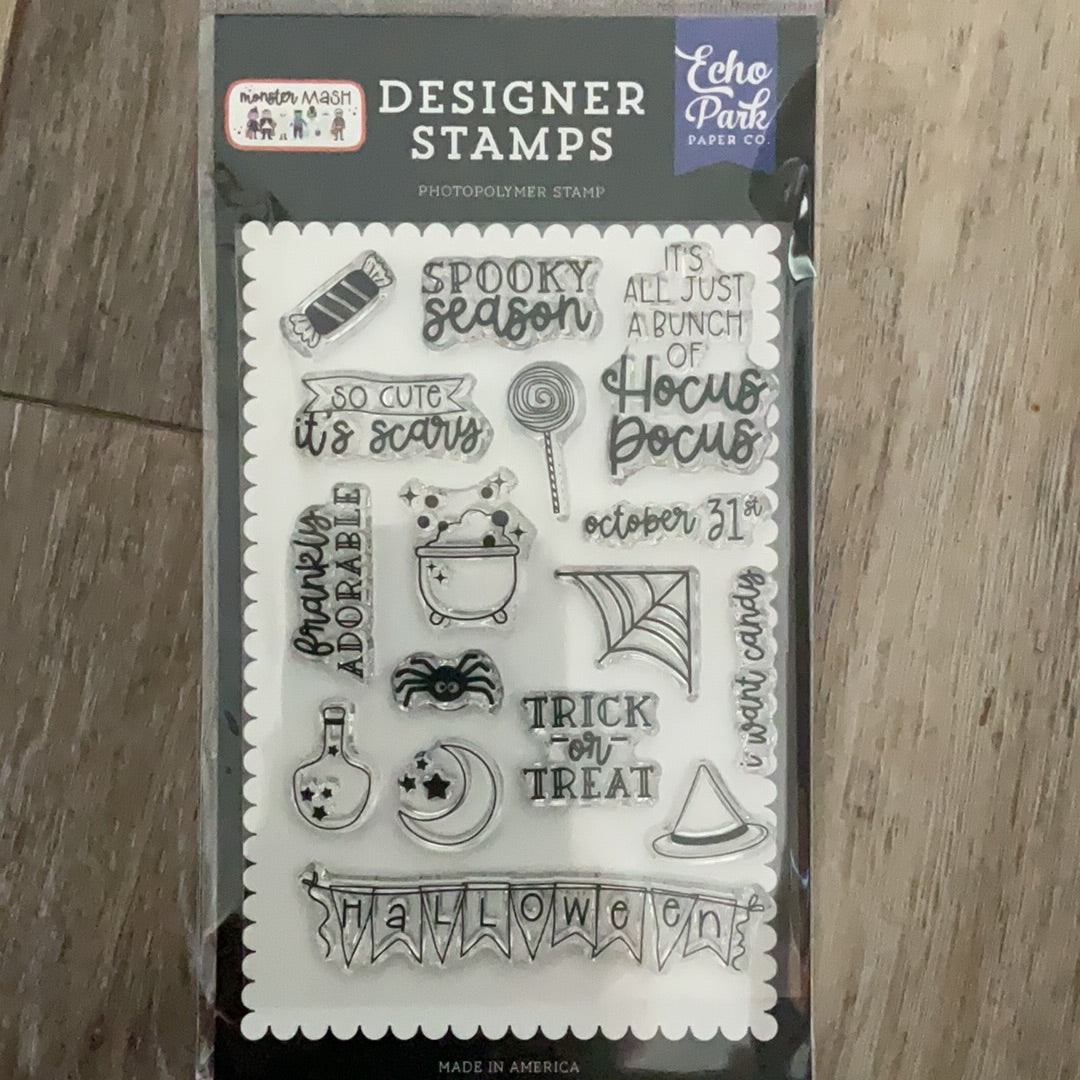 monster MASH
DESIGNER
STAMPS
PHOTOPOLYMER STAMP
Echo
Park
PAPER CO.
SPOOKY
season
IT'S
ALL JUST
A BUNCH
OF
Hocus
Pocus
SO CUTE
it's scary
october 31st
frankly
ADORABLE
i want candy
TRICK
or
TREAT
HaLLOWeen
MADE IN AMERICA